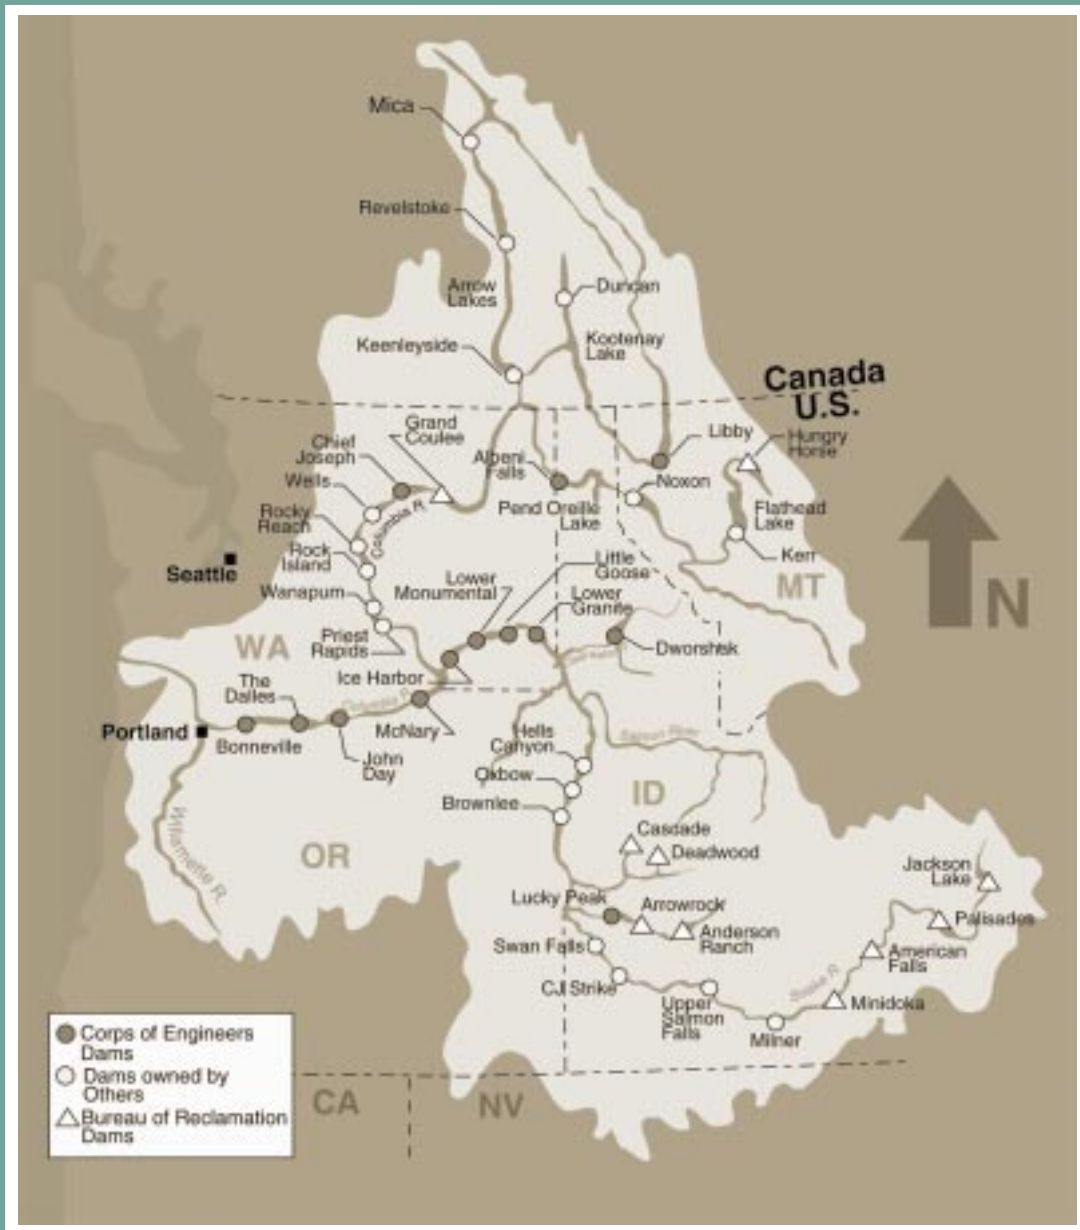 Mica
Revelstoke
Arrow
Lakes
Duncan
Keenleyside
Kootenay
Lake
Canada
U.S.
Grand
Coulee
Chief
Joseph
Libby
Hungry
Horse
Albeni
Falls
Wells
Noxon
Pend Oreille
Lake
Columbia R.
Rocky
Reach
Flathead
Lake
Rock
Island
Kerr
Seattle
Little
Goose
Lower
Monumental
Lower
Granite
MT
N
Wanapum
WA
Priest
Rapids
Dworshak
Ice Harbor
The
Dalles
Columbia R.
Portland
Bonneville
McNary
John
Day
Hells
Canyon
Salmon River
Oxbow
Brownlee
ID
Willamette R.
OR
Cascade
Deadwood
Jackson
Lake
Lucky Peak
Arrowrock
Anderson
Ranch
Palisades
Swan Falls
American
Falls
CJ Strike
Snake R.
Upper
Salmon
Falls
Minidoka
Milner
Corps of Engineers
Dams
Dams owned by
Others
Bureau of Reclamation
Dams
CA
NV